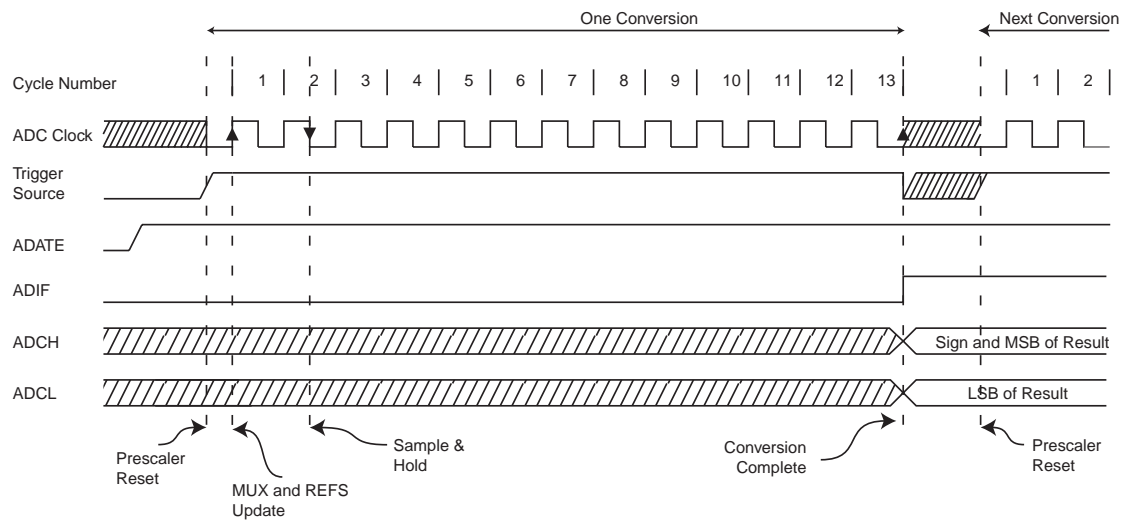 One Conversion
Next Conversion
Cycle Number
1 2 3 4 5 6 7 8 9 10 11 12 13 1 2
ADC Clock
Trigger
Source
ADATE
ADIF
ADCH
Sign and MSB of Result
ADCL
LSB of Result
Prescaler
Reset
MUX and REFS
Update
Sample &
Hold
Conversion
Complete
Prescaler
Reset